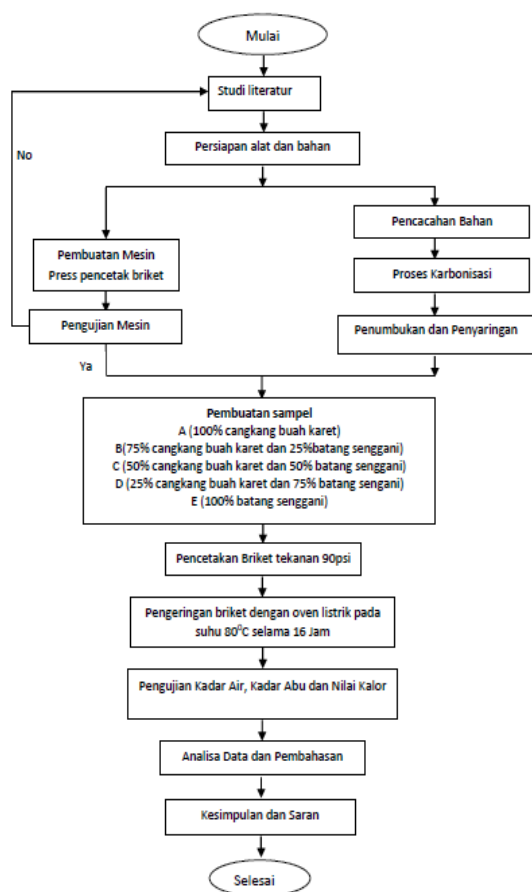 Mulai
Studi literatur
Persiapan alat dan bahan
No
Pencacahan Bahan
Pembuatan Mesin
Press pencetak briket
Proses Karbonisasi
Pengujian Mesin
Penumbukan dan Penyaringan
Ya
Pembuatan sampel
A (100% cangkang buah karet)
B(75% cangkang buah karet dan 25%batang senggani)
C (50% cangkang buah karet dan 50% batang senggani)
D (25% cangkang buah karet dan 75% batang sengani)
E (100% batang senggani)
Pencetakan Briket tekanan 90psi
Pengeringan briket dengan oven listrik pada
suhu 80⁰C selama 16 Jam
Pengujian Kadar Air, Kadar Abu dan Nilai Kalor
Analisa Data dan Pembahasan
Kesimpulan dan Saran
Selesai